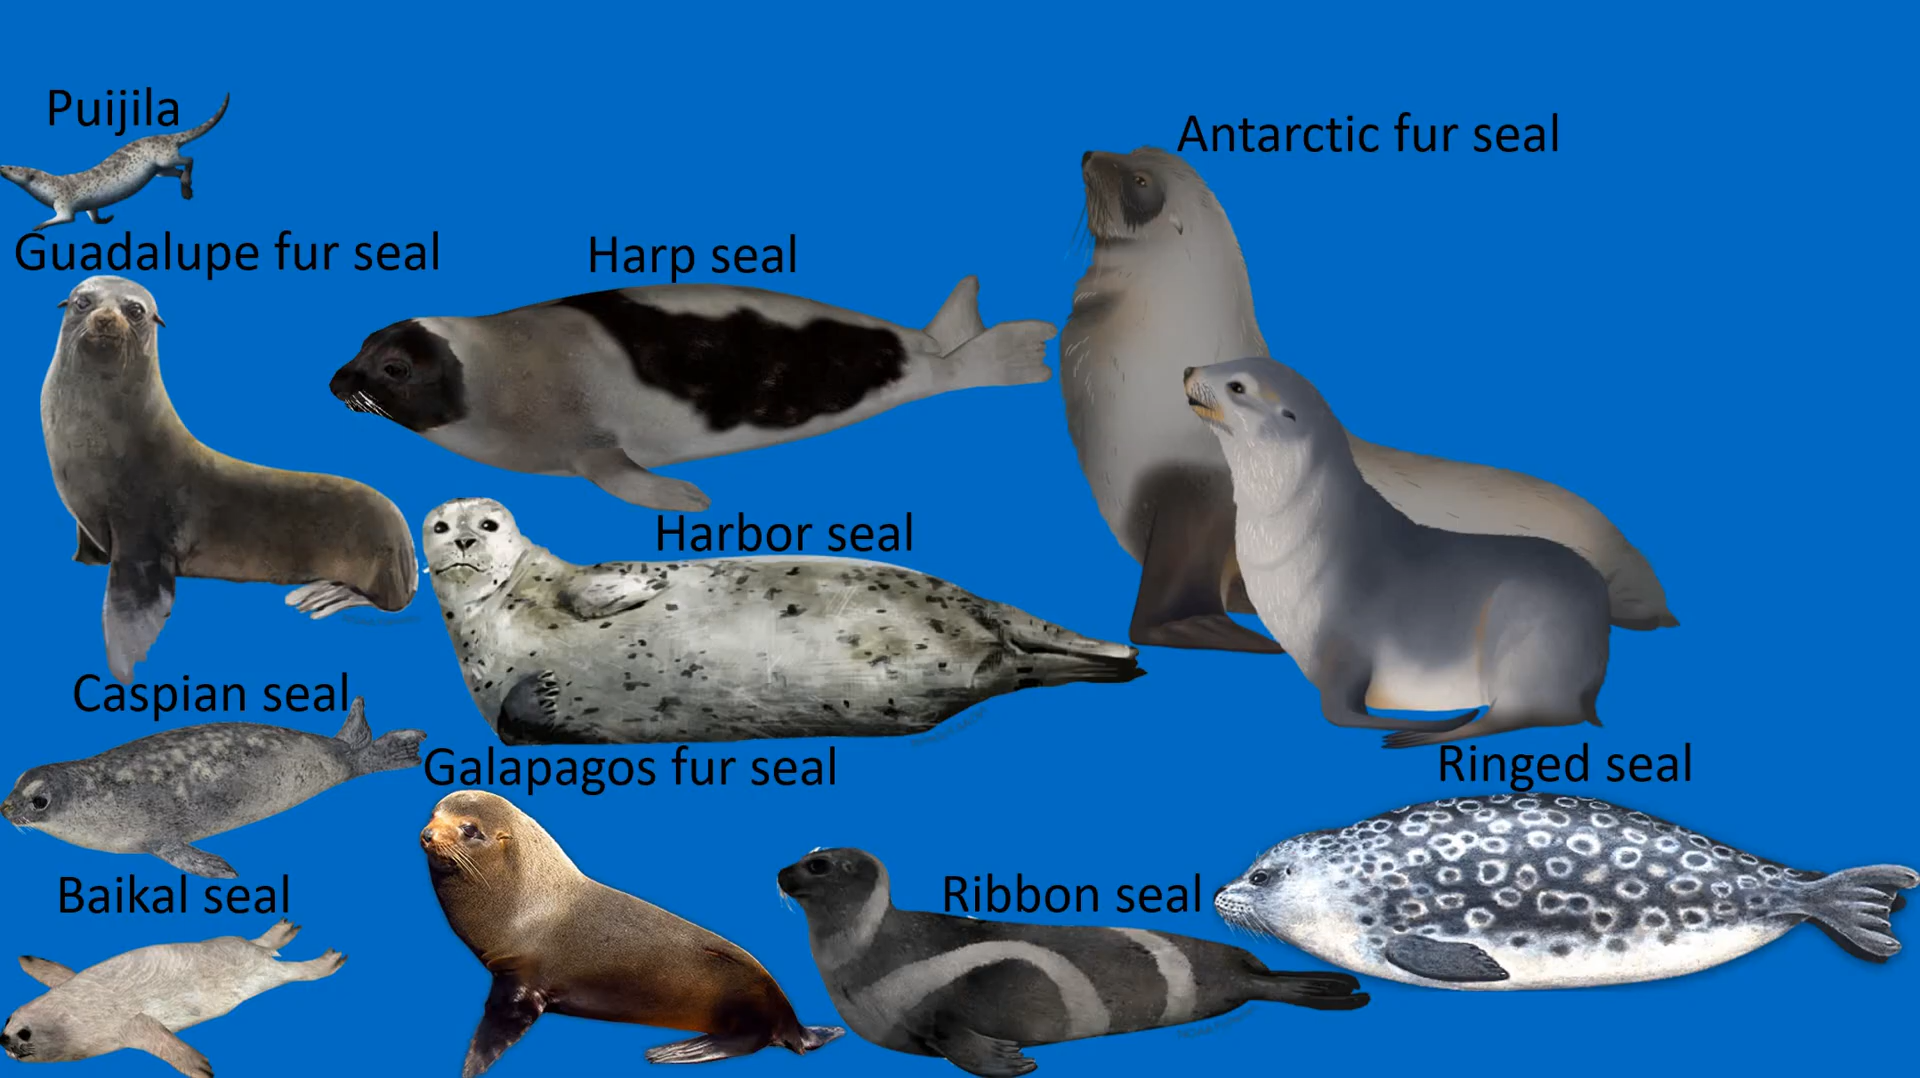 Puijila
Antarctic fur seal
Guadalupe fur seal
Harp seal
Harbor seal
Caspian seal
Galapagos fur seal
Ringed seal
Baikal seal
Ribbon seal